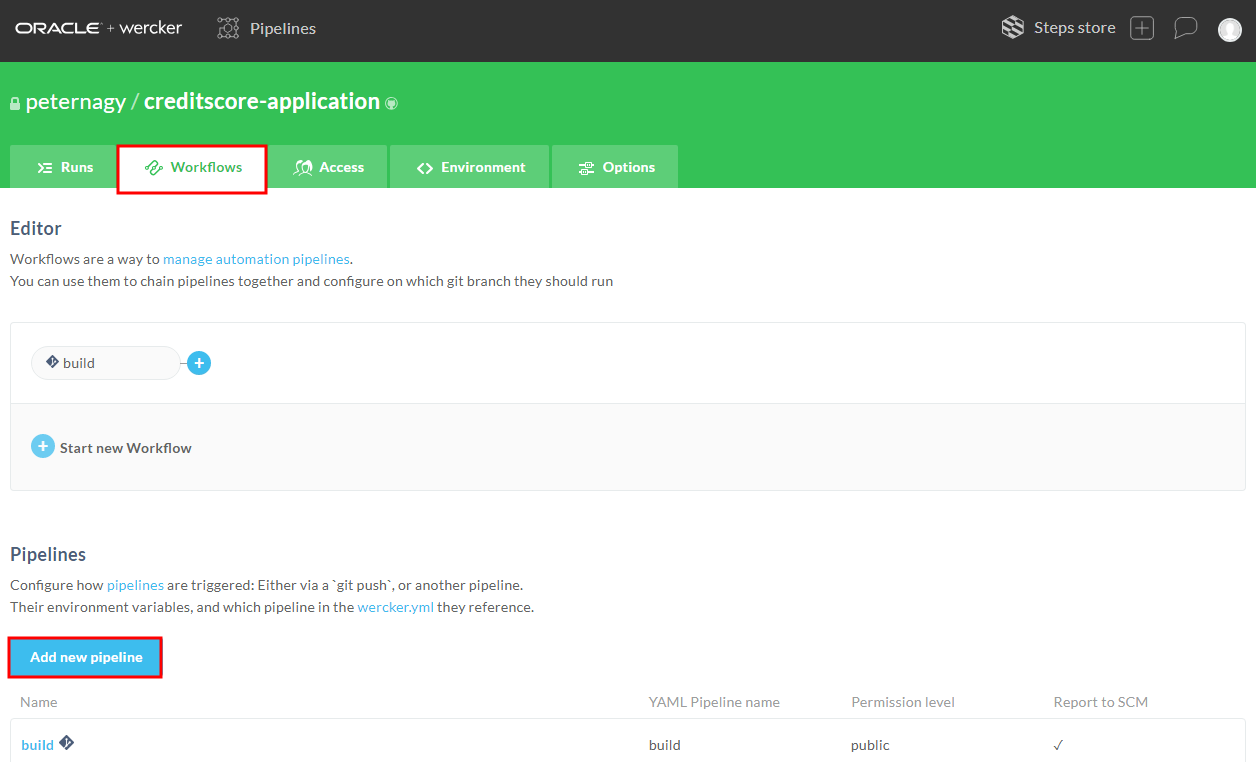 ORACLE + wercker Pipelines Steps store
peternagy / creditscore-application
Runs Workflows Access Environment Options
Editor
Workflows are a way to manage automation pipelines.
You can use them to chain pipelines together and configure on which git branch they should run
build
Start new Workflow
Pipelines
Configure how pipelines are triggered: Either via a `git push`, or another pipeline.
Their environment variables, and which pipeline in the wercker.yml they reference.
Add new pipeline
Name YAML Pipeline name Permission level Report to SCM
build build public ✓